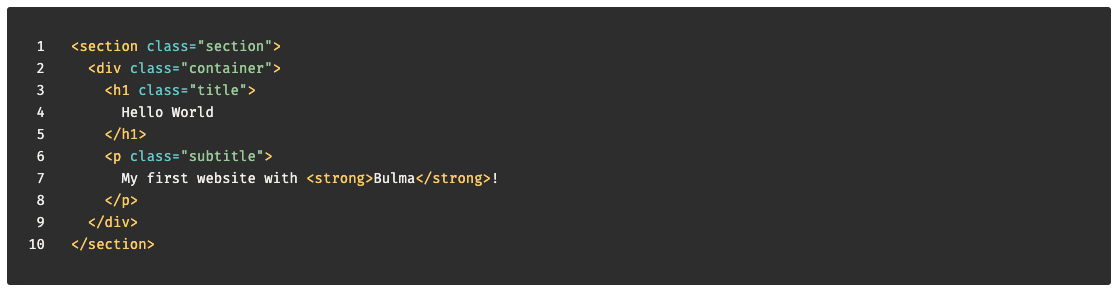 1 <section class="section">
2 <div class="container">
3 <h1 class="title">
4 Hello World
5 </h1>
6 <p class="subtitle">
7 My first website with <strong>Bulma</strong>!
8 </p>
9 </div>
10 </section>